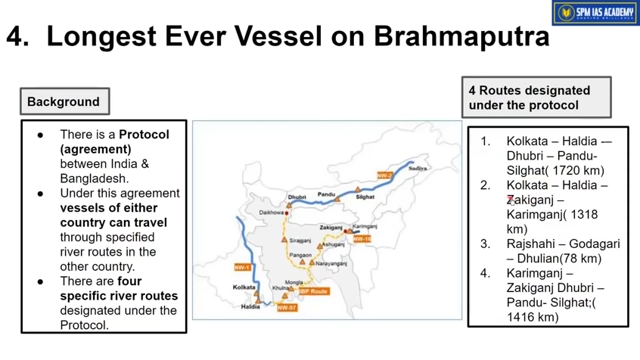 SPM IAS ACADEMY
4. Longest Ever Vessel on Brahmaputra
Background
● There is a Protocol
(agreement)
between India &
Bangladesh.
● Under this agreement
vessels of either
country can travel
through specified
river routes in the
other country.
● There are four
specific river routes
designated under the
Protocol.
Sadiya
NW-2
Dhubri
Pandu
Silghat
Daikhowa
Zakiganj
Karimganj
NW-16
Sirajganj
Ashuganj
Pangaon
Narayanganj
NW-1
Mongla
Kolkata
Khulna
IBP Route
Haldia
NW-97
4 Routes designated
under the protocol
1. Kolkata – Haldia —
Dhubri – Pandu-
Silghat( 1720 km)
2. Kolkata – Haldia –
Zakiganj –
Karimganj( 1318
km)
3. Rajshahi – Godagari
– Dhulian(78 km)
4. Karimganj –
Zakiganj Dhubri –
Pandu- Silghat;(
1416 km)